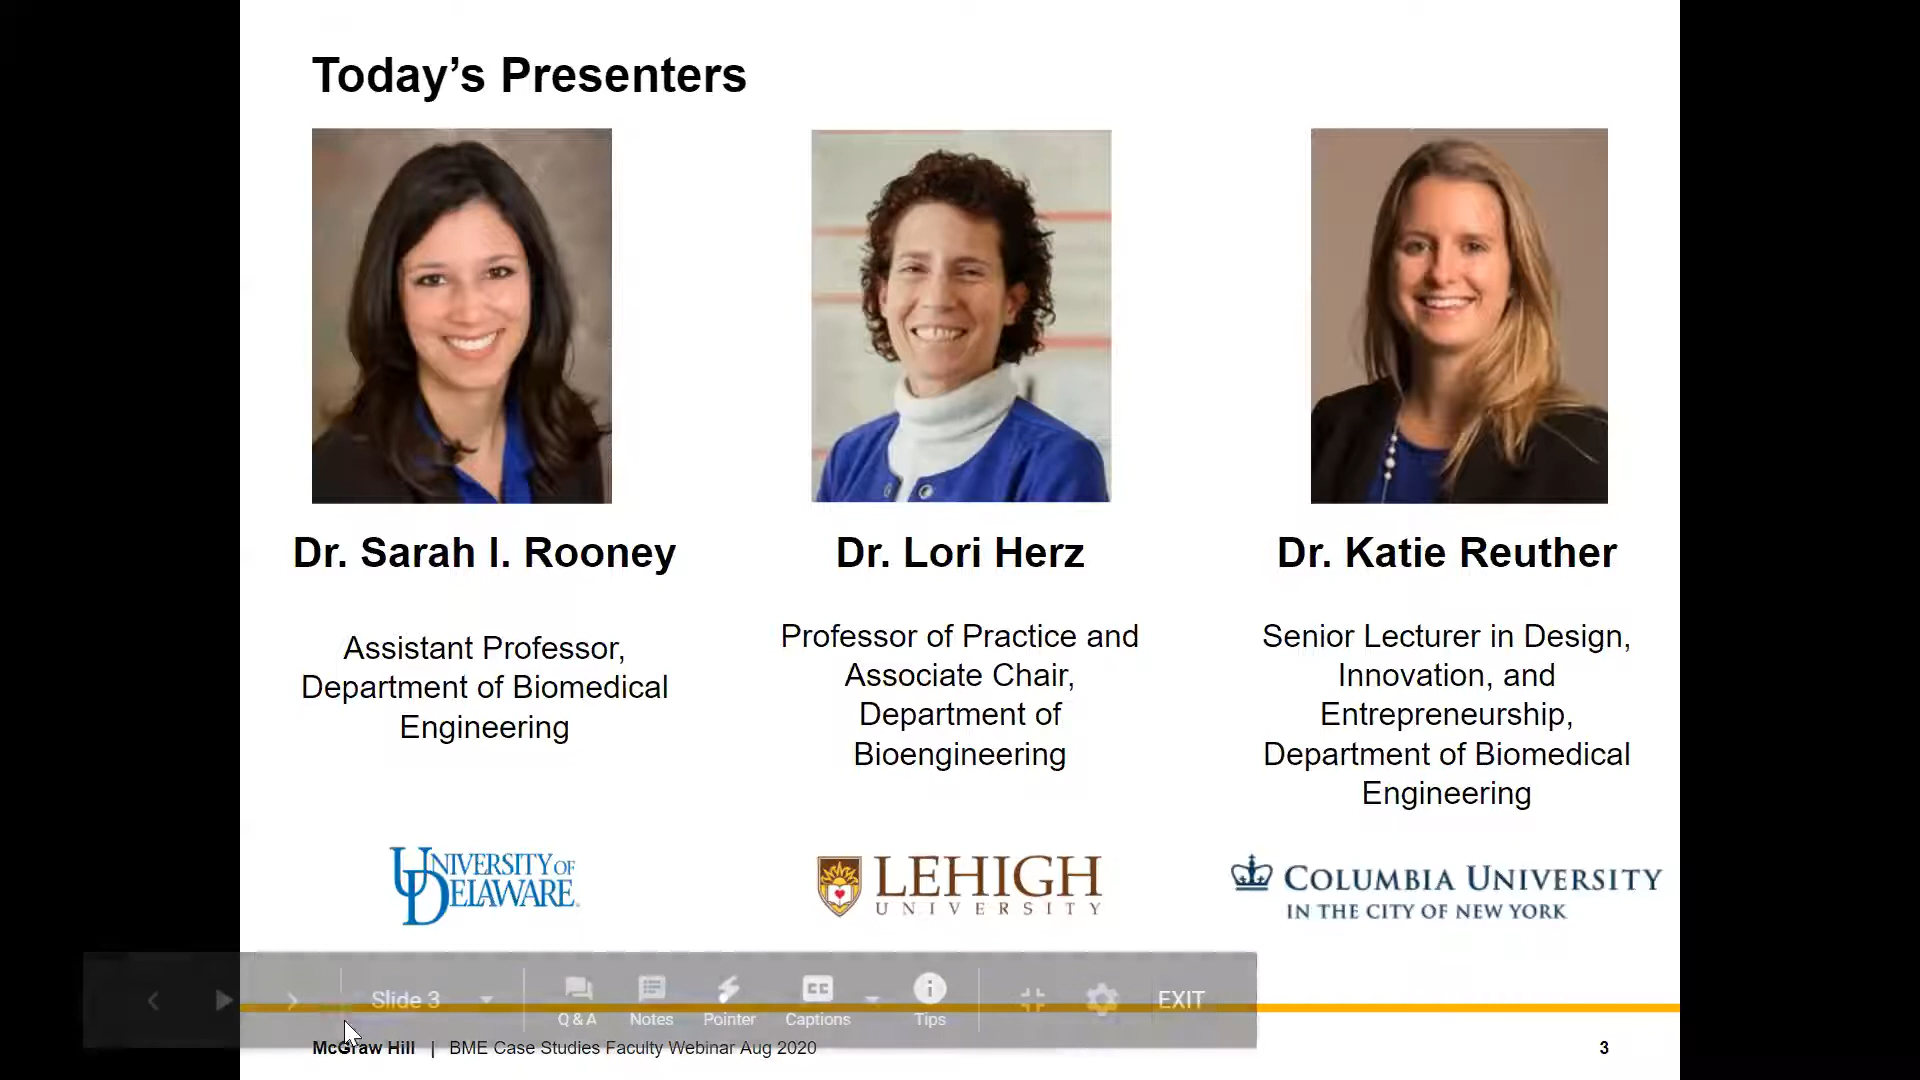 Today's Presenters
Dr. Sarah I. Rooney
Assistant Professor,
Department of Biomedical
Engineering
UNIVERSITY OF
DELAWARE.
Dr. Lori Herz
Professor of Practice and
Associate Chair,
Department of
Bioengineering
LEHIGH
UNIVERSITY
Dr. Katie Reuther
Senior Lecturer in Design,
Innovation, and
Entrepreneurship,
Department of Biomedical
Engineering
COLUMBIA UNIVERSITY
IN THE CITY OF NEW YORK
Slide 3
Q & A
Notes
Pointer
CC
Captions
Tips
EXIT
McGraw Hill | BME Case Studies Faculty Webinar Aug 2020
3